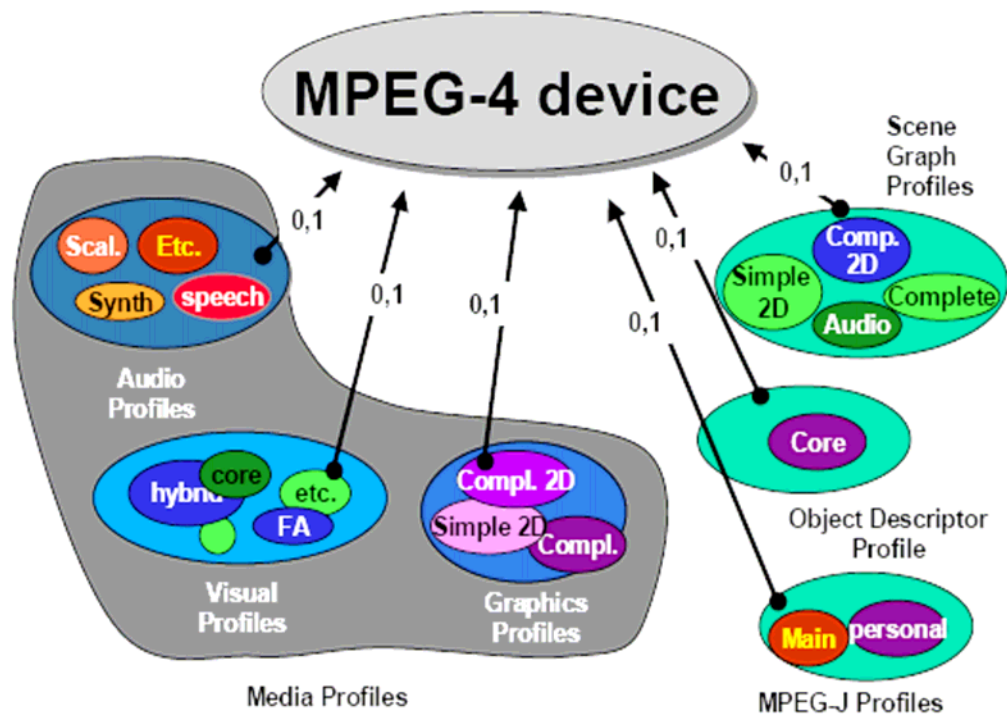 MPEG-4 device
Scene
Graph
Profiles
0,1
0,1
0,1
0,1
0,1
0,1
Scal.
Etc.
Synth
speech
Audio
Profiles
Comp.
2D
Simple
2D
Complete
Audio
Core
Object Descriptor
Profile
hybrid
core
etc.
FA
Visual
Profiles
Compl. 2D
Simple 2D
Compl.
Graphics
Profiles
Main
personal
Media Profiles
MPEG-J Profiles